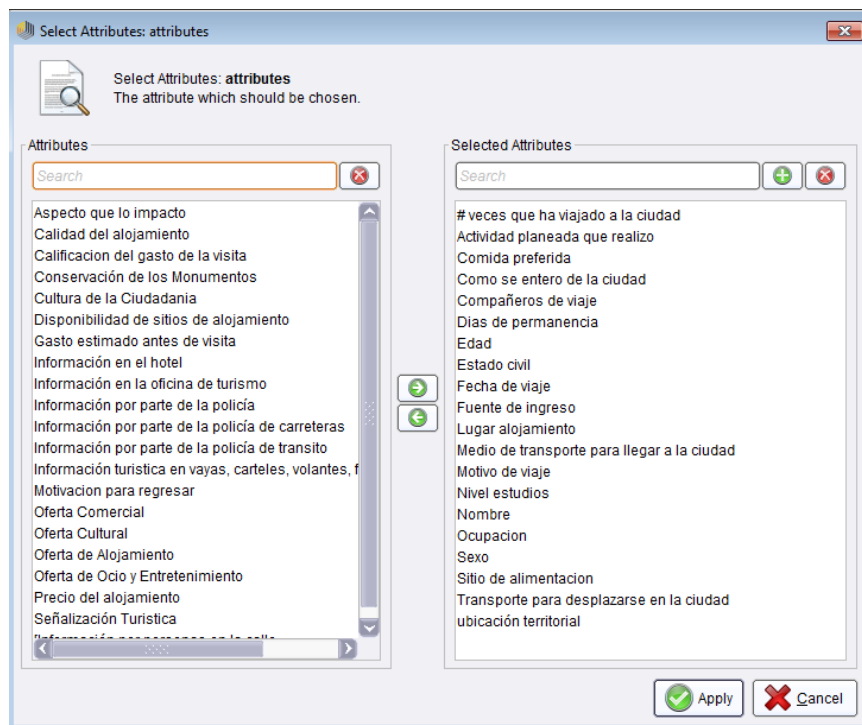 Select Attributes: attributes
Select Attributes: attributes
The attribute which should be chosen.
Attributes
Search
Aspecto que lo impacto
Calidad del alojamiento
Calificacion del gasto de la visita
Conservación de los Monumentos
Cultura de la Ciudadania
Disponibilidad de sitios de alojamiento
Gasto estimado antes de visita
Información en el hotel
Información en la oficina de turismo
Información por parte de la policía
Información por parte de la policía de carreteras
Información por parte de la policía de transito
Información turistica en vayas, carteles, volantes, f
Motivacion para regresar
Oferta Comercial
Oferta Cultural
Oferta de Alojamiento
Oferta de Ocio y Entretenimiento
Precio del alojamiento
Señalización Turistica
Selected Attributes
Search
# veces que ha viajado a la ciudad
Actividad planeada que realizo
Comida preferida
Como se entero de la ciudad
Compañeros de viaje
Dias de permanencia
Edad
Estado civil
Fecha de viaje
Fuente de ingreso
Lugar alojamiento
Medio de transporte para llegar a la ciudad
Motivo de viaje
Nivel estudios
Nombre
Ocupacion
Sexo
Sitio de alimentacion
Transporte para desplazarse en la ciudad
ubicación territorial
Apply
Cancel